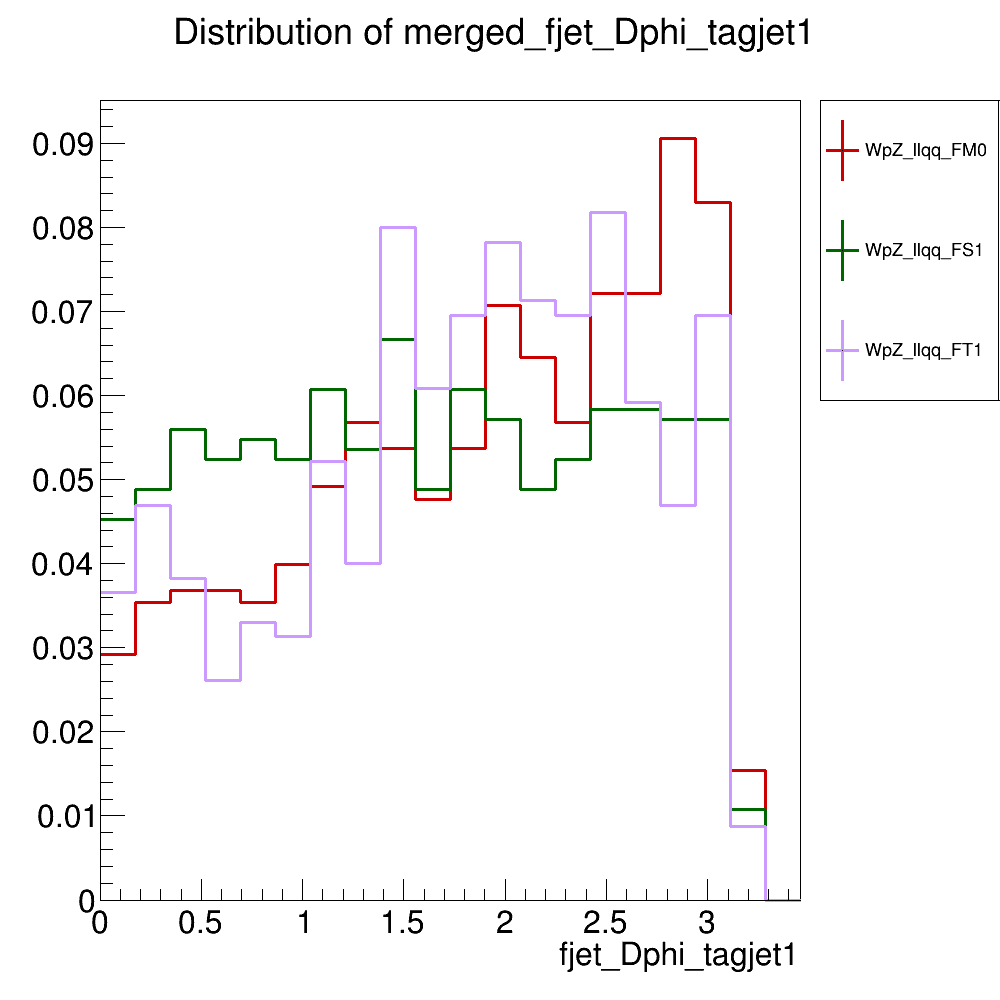 Distribution of merged_fjet_Dphi_tagjet1
0.09
0.08
0.07
0.06
0.05
0.04
0.03
0.02
0.01
0
0 0.5 1 1.5 2 2.5 3
fjet_Dphi_tagjet1
WpZ_llqq_FM0
WpZ_llqq_FS1
WpZ_llqq_FT1